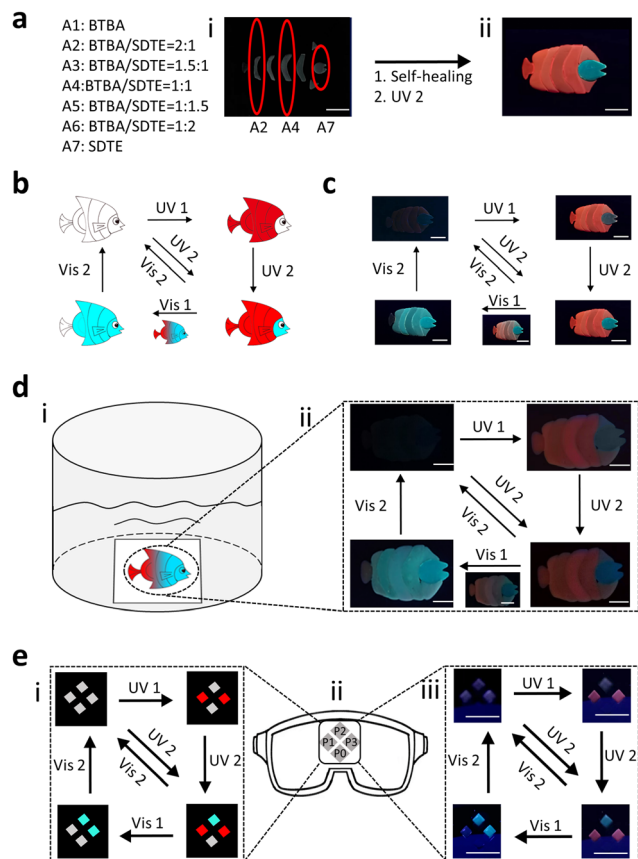 a
A1: BTBA
A2: BTBA/SDTE=2:1
A3: BTBA/SDTE=1.5:1
A4:BTBA/SDTE=1:1
A5: BTBA/SDTE=1:1.5
A6: BTBA/SDTE=1:2
A7: SDTE
i
A2 A4 A7
1. Self-healing
2. UV 2
ii
b
UV 1
UV 2
Vis 2
UV 2
Vis 2
Vis 1
c
UV 1
UV 2
Vis 2
UV 2
Vis 2
Vis 1
d
i
ii
UV 1
UV 2
Vis 2
UV 2
Vis 2
Vis 1
e
i
UV 1
UV 2
Vis 2
UV 2
Vis 2
Vis 1
ii
P2
P1 P3
P0
iii
UV 1
UV 2
Vis 2
UV 2
Vis 2
Vis 1